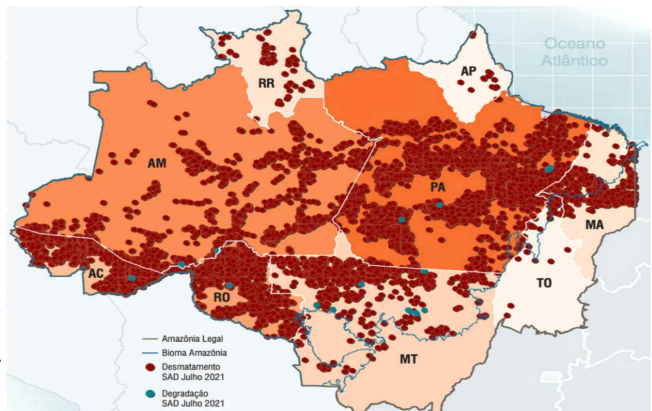 Oceano
Atlântico
RR
AP
AM
PA
MA
AC
RO
TO
MT
Amazônia Legal
Bioma Amazônia
Desmatamento
SAD Julho 2021
Degradação
SAD Julho 2021